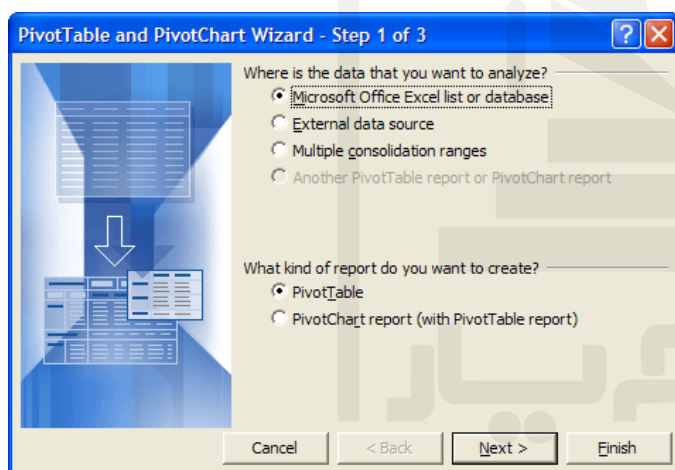 PivotTable and PivotChart Wizard - Step 1 of 3
Where is the data that you want to analyze?
Microsoft Office Excel list or database
External data source
Multiple consolidation ranges
Another PivotTable report or PivotChart report
What kind of report do you want to create?
PivotTable
PivotChart report (with PivotTable report)
Cancel
< Back
Next >
Finish